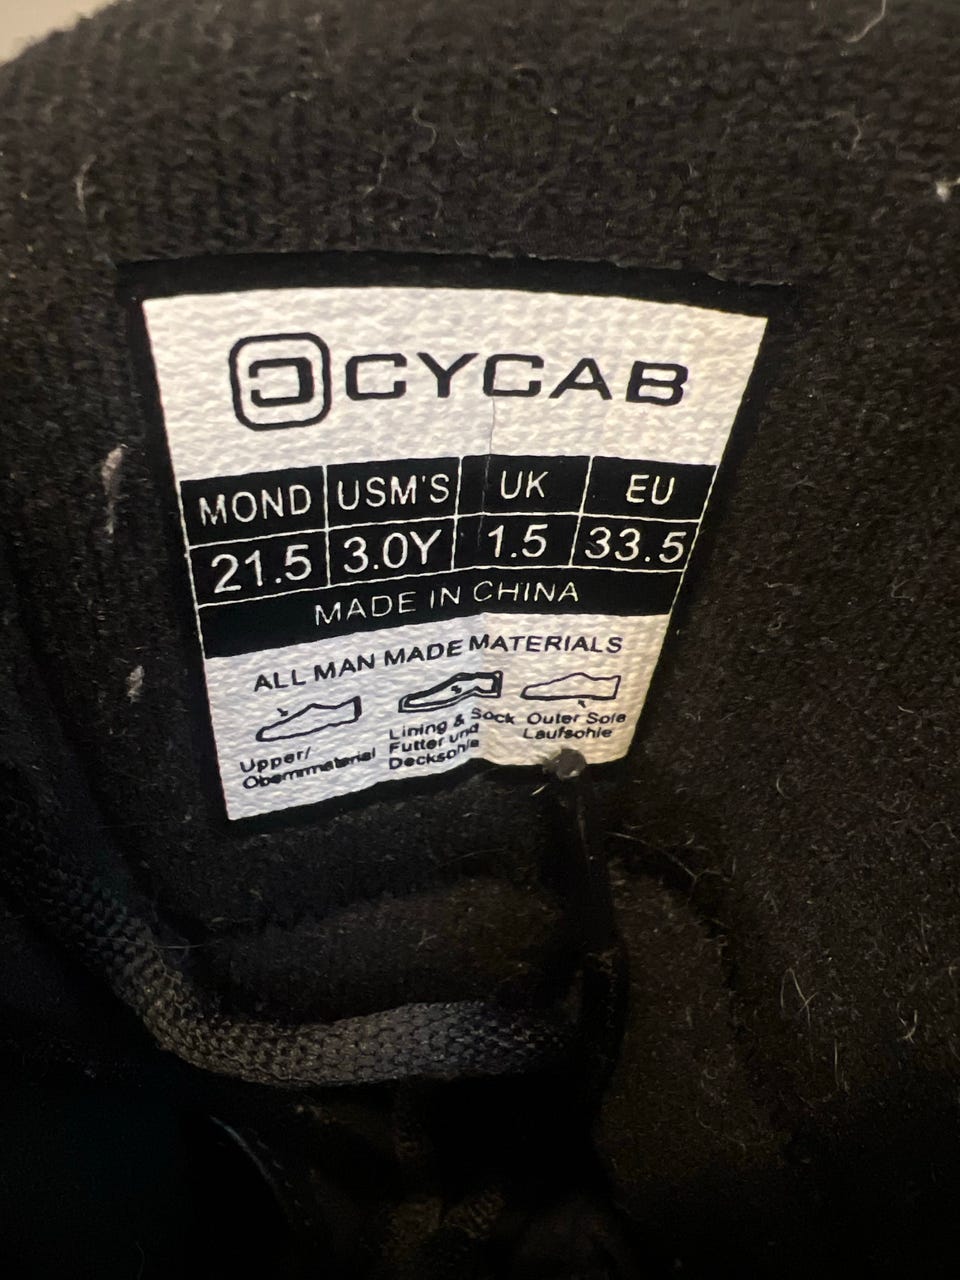 CYCAB
MOND USM'S UK EU
21.5 3.0Y 1.5 33.5
MADE IN CHINA
ALL MAN MADE MATERIALS
Upper/
Obermmaterial
Lining & Sock
Futter und
Decksohle
Outer Sole
Laufsohle